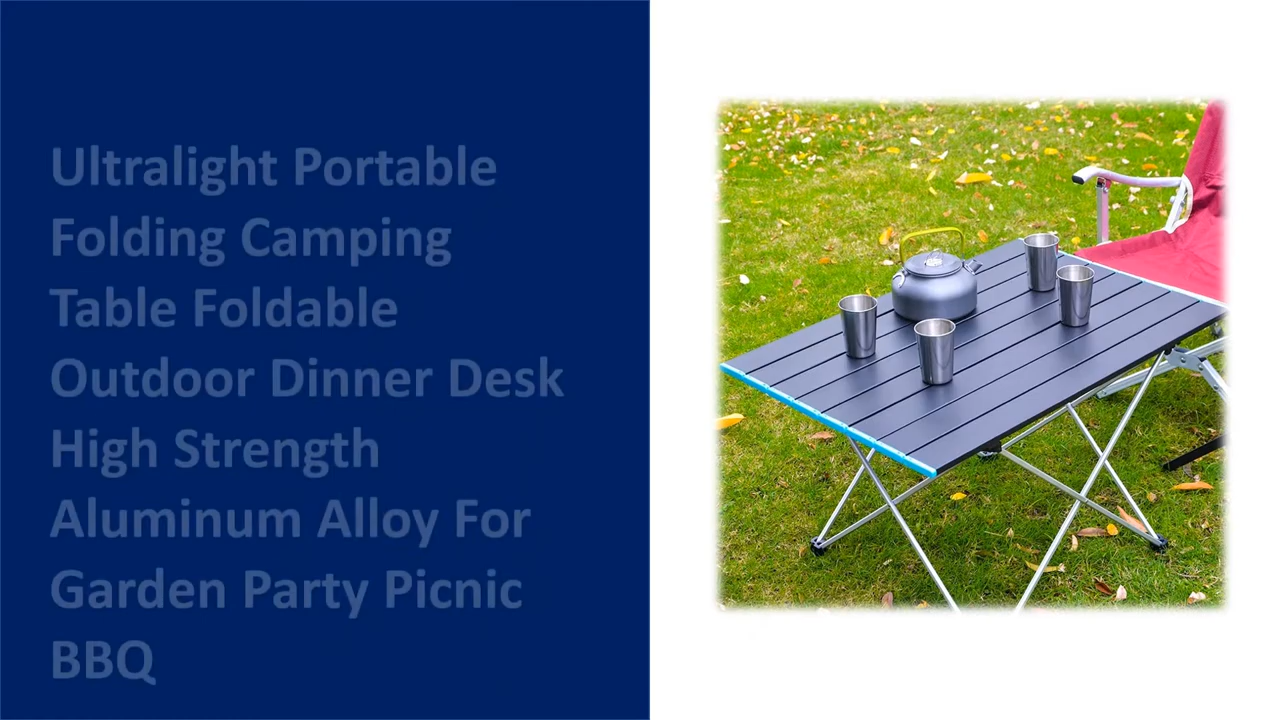 Ultralight Portable
Folding Camping
Table Foldable
Outdoor Dinner Desk
High Strength
Aluminum Alloy For
Garden Party Picnic
BBQ